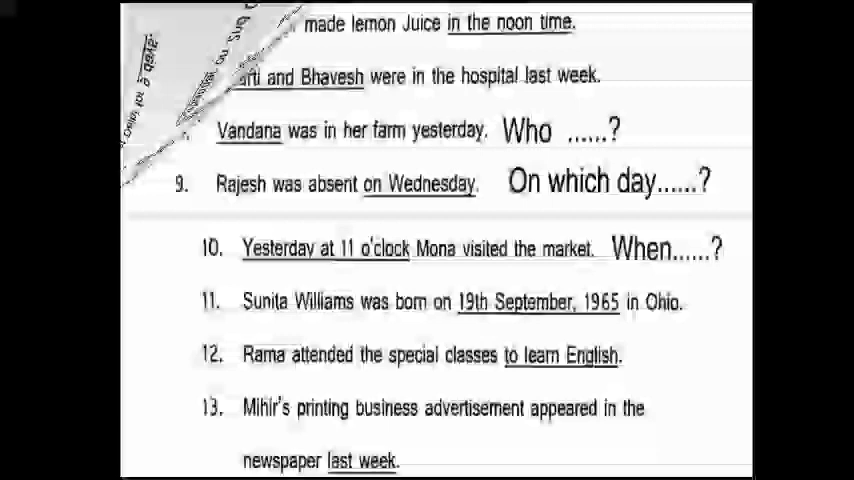 made lemon Juice in the noon time.
and Bhavesh were in the hospital last week.
Vandana was in her farm yesterday. Who ......?
9. Rajesh was absent on Wednesday. On which day......?
10. Yesterday at 11 o'clock Mona visited the market. When......?
11. Sunita Williams was born on 19th September, 1965 in Ohio.
12. Rama attended the special classes to learn English.
13. Mihir's printing business advertisement appeared in the
newspaper last week.